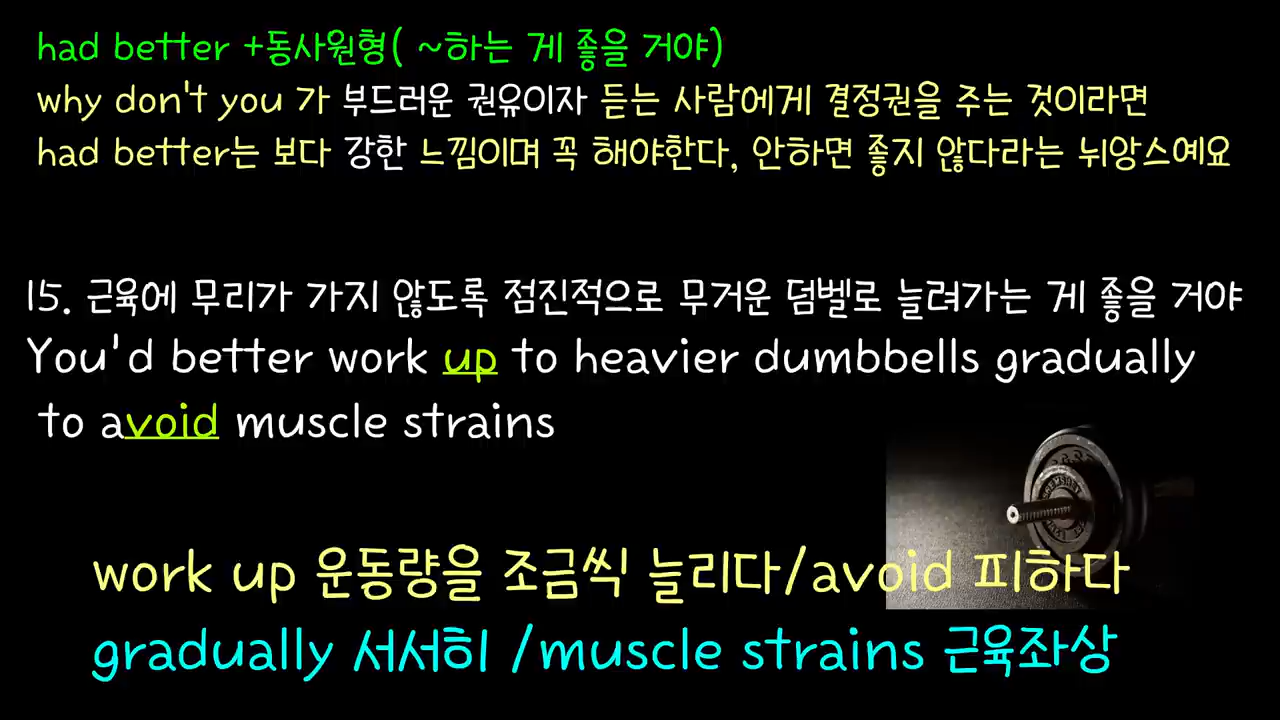 had better +동사원형( ~하는 게 좋을 거야)
why don't you 가 부드러운 권유이자 듣는 사람에게 결정권을 주는 것이라면
had better는 보다 강한 느낌이며 꼭 해야한다, 안하면 좋지 않다라는 뉘앙스예요
15. 근육에 무리가 가지 않도록 점진적으로 무거운 덤벨로 늘려가는 게 좋을 거야
You'd better work up to heavier dumbbells gradually
to avoid muscle strains
work up 운동량을 조금씩 늘리다/avoid 피하다
gradually 서서히 /muscle strains 근육좌상